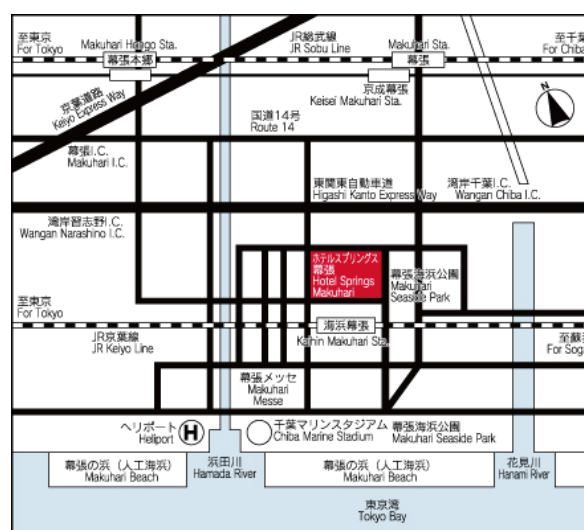 至東京
For Tokyo
Makuhari Hongo Sta.
幕張本郷
JR総武線
JR Sobu Line
Makuhari Sta.
幕張
至千葉
For Chiba
京葉道路
Keiyo Express Way
京成幕張
Keisei Makuhari Sta.
N
国道14号
Route 14
幕張I.C.
Makuhari I.C.
東関東自動車道
Higashi Kanto Express Way
湾岸千葉I.C.
Wangan Chiba I.C.
湾岸習志野I.C.
Wangan Narashino I.C.
ホテルスプリングス
幕張
Hotel Springs
Makuhari
幕張海浜公園
Makuhari
Seaside Park
至東京
For Tokyo
海浜幕張
Kaihin Makuhari Sta.
JR京葉線
JR Keiyo Line
For Soga
幕張メッセ
Makuhari
Messe
ヘリポート
Heliport
H
千葉マリンスタジアム
Chiba Marine Stadium
幕張海浜公園
Makuhari Seaside Park
幕張の浜（人工海浜）
Makuhari Beach
浜田川
Hamada River
幕張の浜（人工海浜）
Makuhari Beach
花見川
Hanami River
東京湾
Tokyo Bay